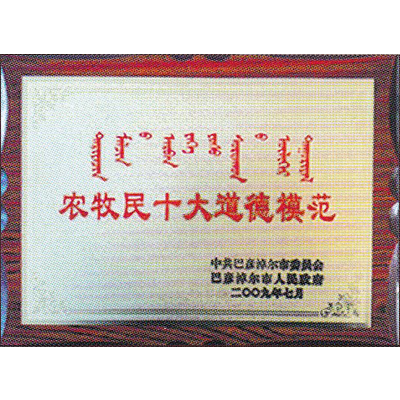 农牧民十大道德模范
中共巴彦淖尔市委员会
巴彦淖尔市人民政府
二〇〇九年七月